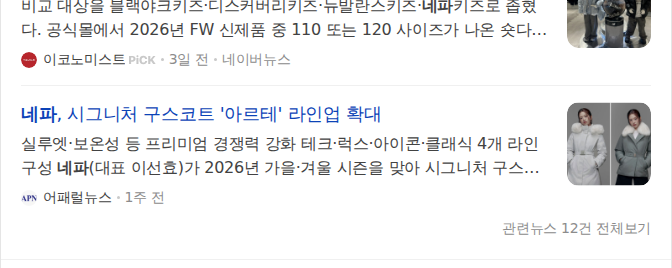 비교 대상을 블랙야크키즈·디스커버리키즈·뉴발란스키즈·네파키즈로 좁혔
다. 공식몰에서 2026년 FW 신제품 중 110 또는 120 사이즈가 나온 숏다...
이코노미스트 PiCK · 3일 전 · 네이버뉴스
네파, 시그니처 구스코트 '아르테' 라인업 확대
실루엣·보온성 등 프리미엄 경쟁력 강화 테크·럭스·아이콘·클래식 4개 라인
구성 네파(대표 이선효)가 2026년 가을·겨울 시즌을 맞아 시그니처 구스...
APN 어패럴뉴스 · 1주 전
관련뉴스 12건 전체보기